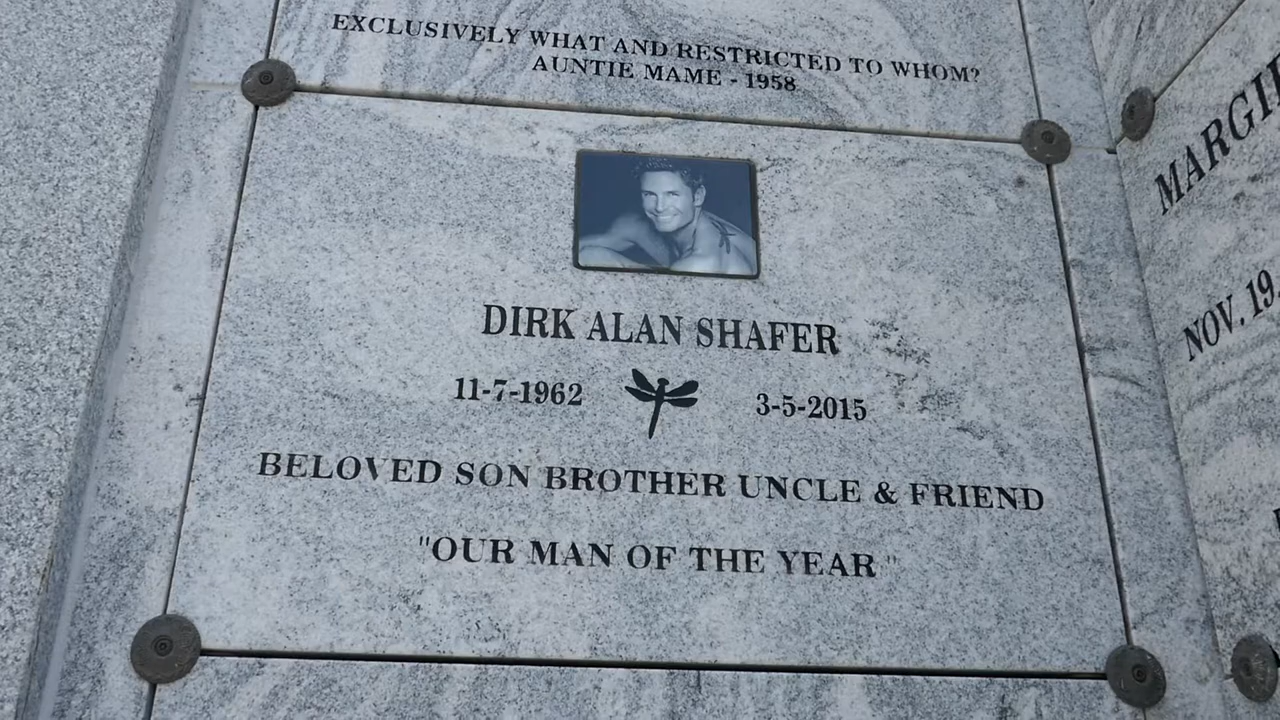 EXCLUSIVELY WHAT AND RESTRICTED TO WHOM?
AUNTIE MAME - 1958
DIRK ALAN SHAFER
11-7-1962 3-5-2015
BELOVED SON BROTHER UNCLE & FRIEND
"OUR MAN OF THE YEAR"
NOV. 19,